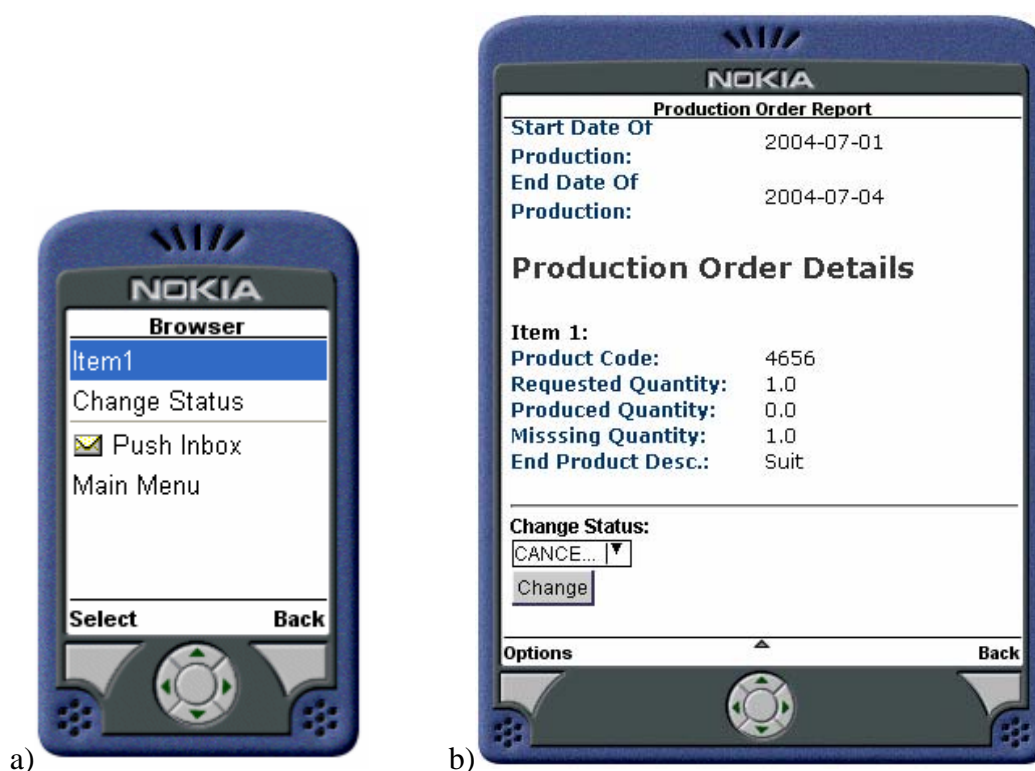 NOKIA
Browser
Item1
Change Status
Push Inbox
Main Menu
Select Back
a)
NOKIA
Production Order Report
Start Date Of
Production: 2004-07-01
End Date Of
Production: 2004-07-04
Production Order Details
Item 1:
Product Code: 4656
Requested Quantity: 1.0
Produced Quantity: 0.0
Misssing Quantity: 1.0
End Product Desc.: Suit
Change Status:
CANCE...
Change
Options Back
b)